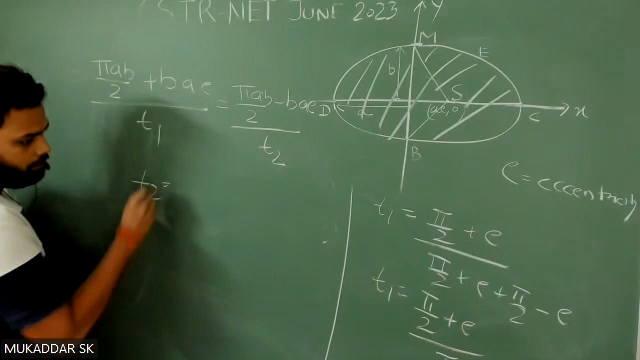 CSTR-NET JUNE 2023
πab/2 + bae / t₁ = πab/2 - bae / t₂
t₂ =
y
M
E
b
S
D
a
(ae, 0)
C
x
B
e = eccentricity
t₁ = π/2 + e / π/2 + e + π/2 - e
t₁ = π/2 + e
MUKADDAR SK